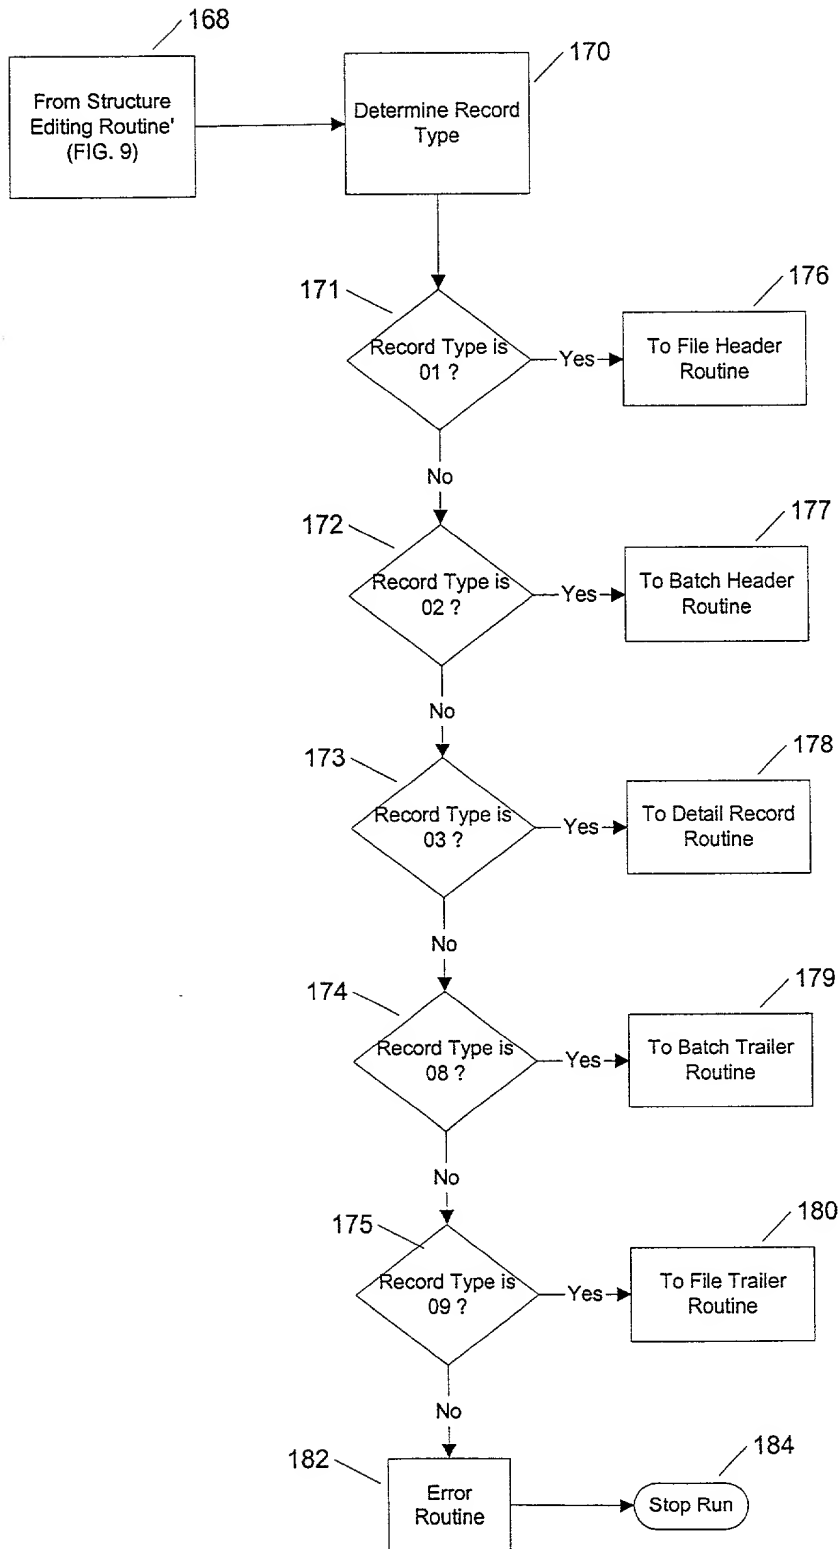 168
From Structure
Editing Routine'
(FIG. 9)
170
Determine Record
Type
171
Record Type is
01 ?
Yes
176
To File Header
Routine
No
172
Record Type is
02 ?
Yes
177
To Batch Header
Routine
No
173
Record Type is
03 ?
Yes
178
To Detail Record
Routine
No
174
Record Type is
08 ?
Yes
179
To Batch Trailer
Routine
No
175
Record Type is
09 ?
Yes
180
To File Trailer
Routine
No
182
Error
Routine
184
Stop Run